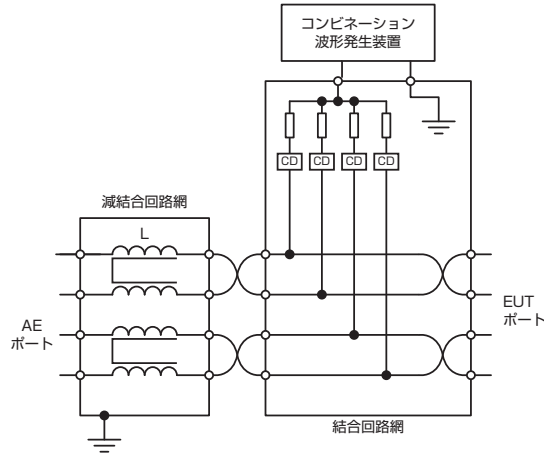 コンビネーション
波形発生装置
CD
CD
CD
CD
減結合回路網
L
AE
ポート
EUT
ポート
結合回路網